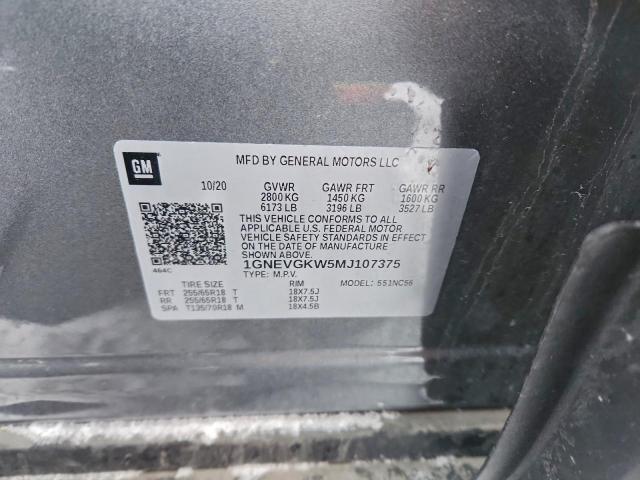 GM
MFD BY GENERAL MOTORS LLC
10/20 GVWR GAWR FRT GAWR RR
2800 KG 1450 KG 1600 KG
6173 LB 3196 LB 3527 LB
THIS VEHICLE CONFORMS TO ALL
APPLICABLE U.S. FEDERAL MOTOR
VEHICLE SAFETY STANDARDS IN EFFECT
ON THE DATE OF MANUFACTURE
SHOWN ABOVE.
1GNEVGKW5MJ107375
464C
TYPE: M.P.V. MODEL: 551NC56
TIRE SIZE RIM
FRT 255/65R18 T 18X7.5J
RR 255/65R18 T 18X7.5J
SPA T135/70R18 M 18X4.5B